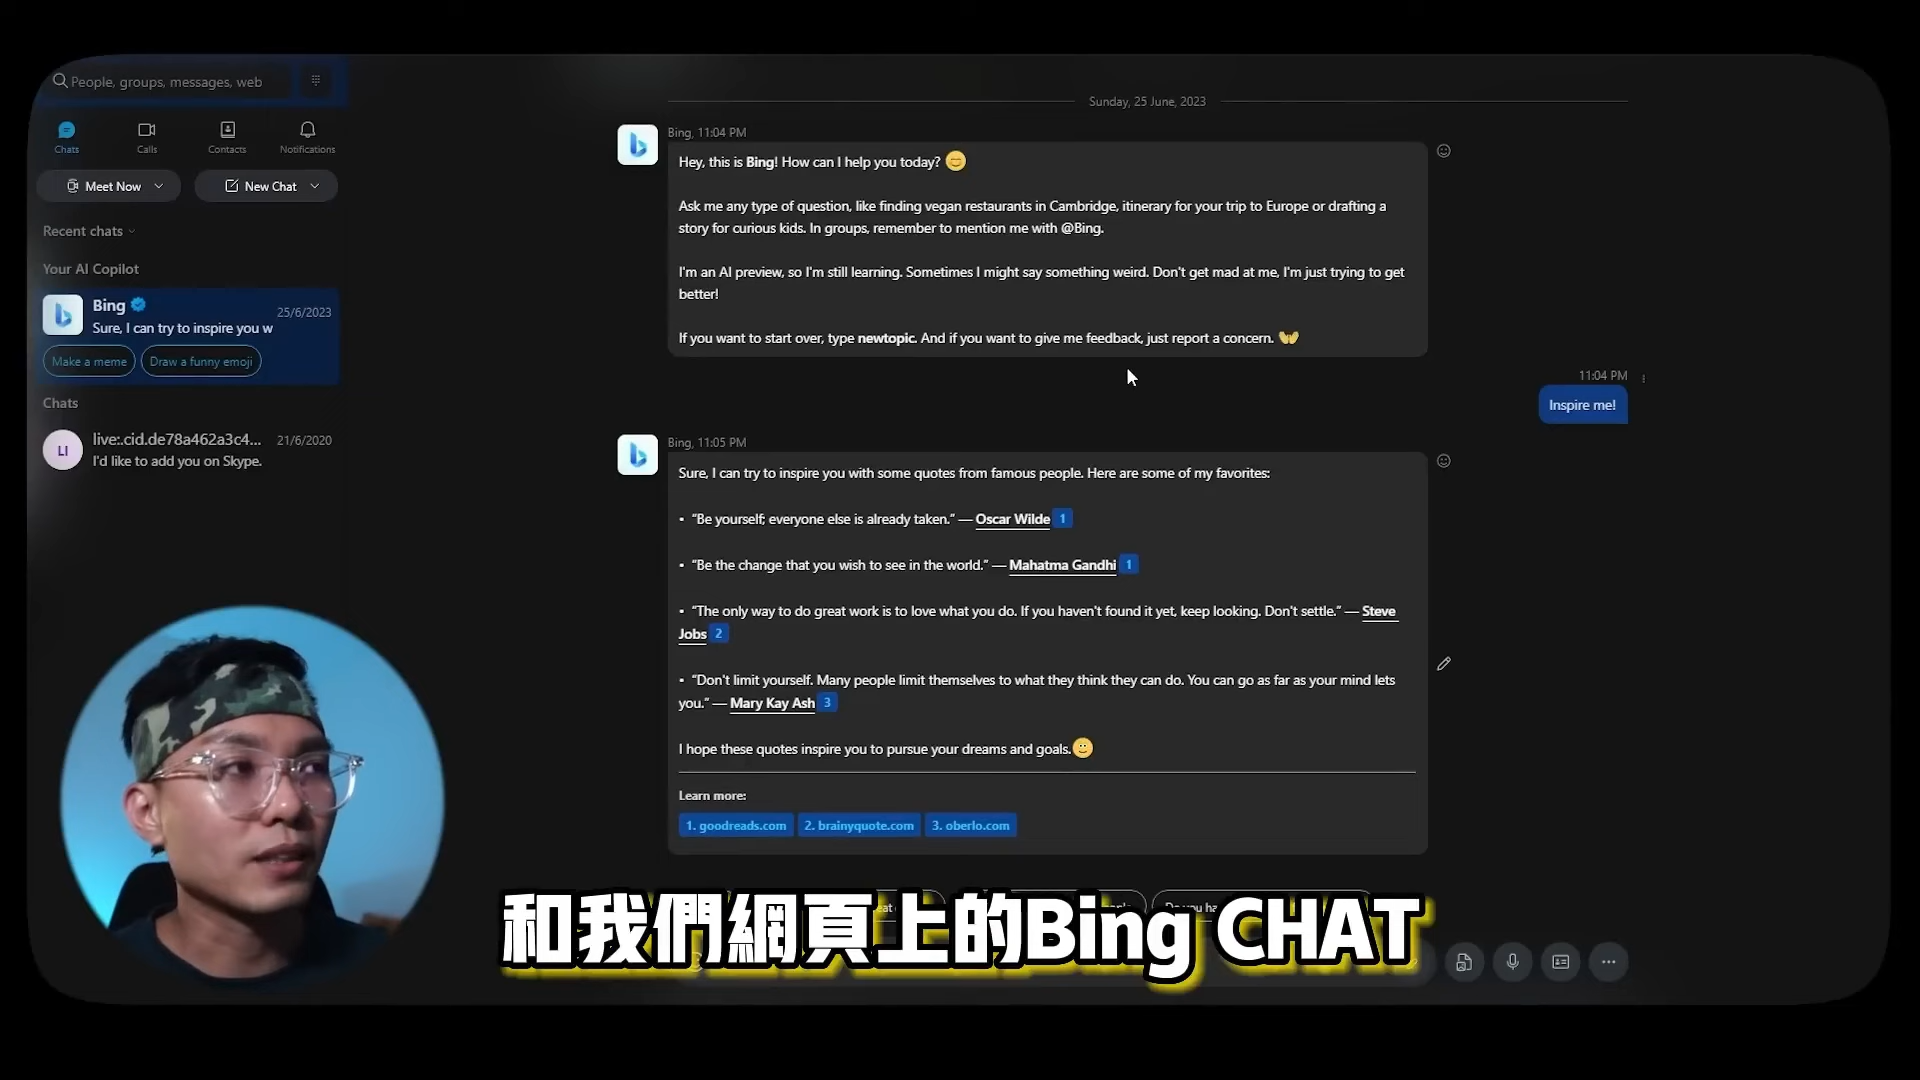 People, groups, messages, web
Chats
Calls
Contacts
Notifications
Meet Now
New Chat
Recent chats
Your AI Copilot
Bing
25/6/2023
Sure, I can try to inspire you w
Make a meme
Draw a funny emoji
Chats
LI
live:.cid.de78a462a3c4...
21/6/2020
I'd like to add you on Skype.
Sunday, 25 June, 2023
Bing, 11:04 PM
Hey, this is Bing! How can I help you today?
Ask me any type of question, like finding vegan restaurants in Cambridge, itinerary for your trip to Europe or drafting a
story for curious kids. In groups, remember to mention me with @Bing.
I'm an AI preview, so I'm still learning. Sometimes I might say something weird. Don't get mad at me, I'm just trying to get
better!
If you want to start over, type newtopic. And if you want to give me feedback, just report a concern.
11:04 PM
Inspire me!
Bing, 11:05 PM
Sure, I can try to inspire you with some quotes from famous people. Here are some of my favorites:
• “Be yourself; everyone else is already taken.” — Oscar Wilde 1
• “Be the change that you wish to see in the world.” — Mahatma Gandhi 1
• “The only way to do great work is to love what you do. If you haven't found it yet, keep looking. Don't settle.” — Steve
Jobs 2
• “Don't limit yourself. Many people limit themselves to what they think they can do. You can go as far as your mind lets
you.” — Mary Kay Ash 3
I hope these quotes inspire you to pursue your dreams and goals.
Learn more:
1. goodreads.com 2. brainyquote.com 3. oberlo.com
和我們網頁上的Bing CHAT